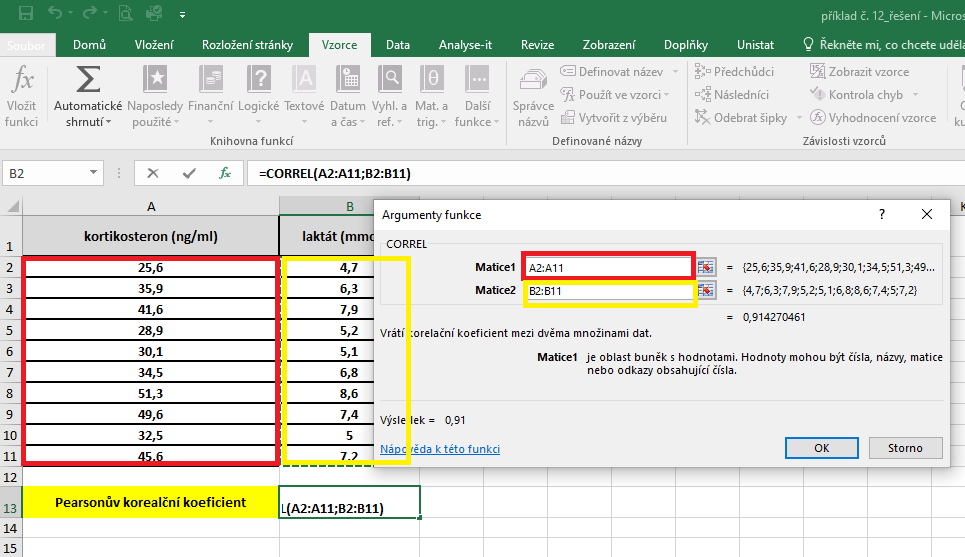 příklad č. 12_řešení - Micros
Soubor Domů Vložení Rozložení stránky Vzorce Data Analyse-it Revize Zobrazení Doplňky Unistat Řekněte mi, co chcete uděla
fx Σ ? A θ
Vložit funkci
Automatické shrnutí
Naposledy použité
Finanční
Logické
Textové
Datum a čas
Vyhl. a ref.
Mat. a trig.
Další funkce
Knihovna funkcí
Správce názvů
Definovat název
Použít ve vzorci
Vytvořit z výběru
Definované názvy
Předchůdci
Následníci
Odebrat šipky
Zobrazit vzorce
Kontrola chyb
Vyhodnocení vzorce
Závislosti vzorců
B2 fx =CORREL(A2:A11;B2:B11)
A B
1 kortikosteron (ng/ml) laktát (mmo
2 25,6 4,7
3 35,9 6,3
4 41,6 7,9
5 28,9 5,2
6 30,1 5,1
7 34,5 6,8
8 51,3 8,6
9 49,6 7,4
10 32,5 5
11 45,6 7,2
12
13 Pearsonův korealční koeficient L(A2:A11;B2:B11)
14
15
Argumenty funkce ?
CORREL
Matice1 A2:A11 = {25,6;35,9;41,6;28,9;30,1;34,5;51,3;49...
Matice2 B2:B11 = {4,7;6,3;7,9;5,2;5,1;6,8;8,6;7,4;5;7,2}
= 0,914270461
Vrátí korelační koeficient mezi dvěma množinami dat.
Matice1 je oblast buněk s hodnotami. Hodnoty mohou být čísla, názvy, matice
nebo odkazy obsahující čísla.
Výsledek = 0,91
Nápověda k této funkci
OK Storno